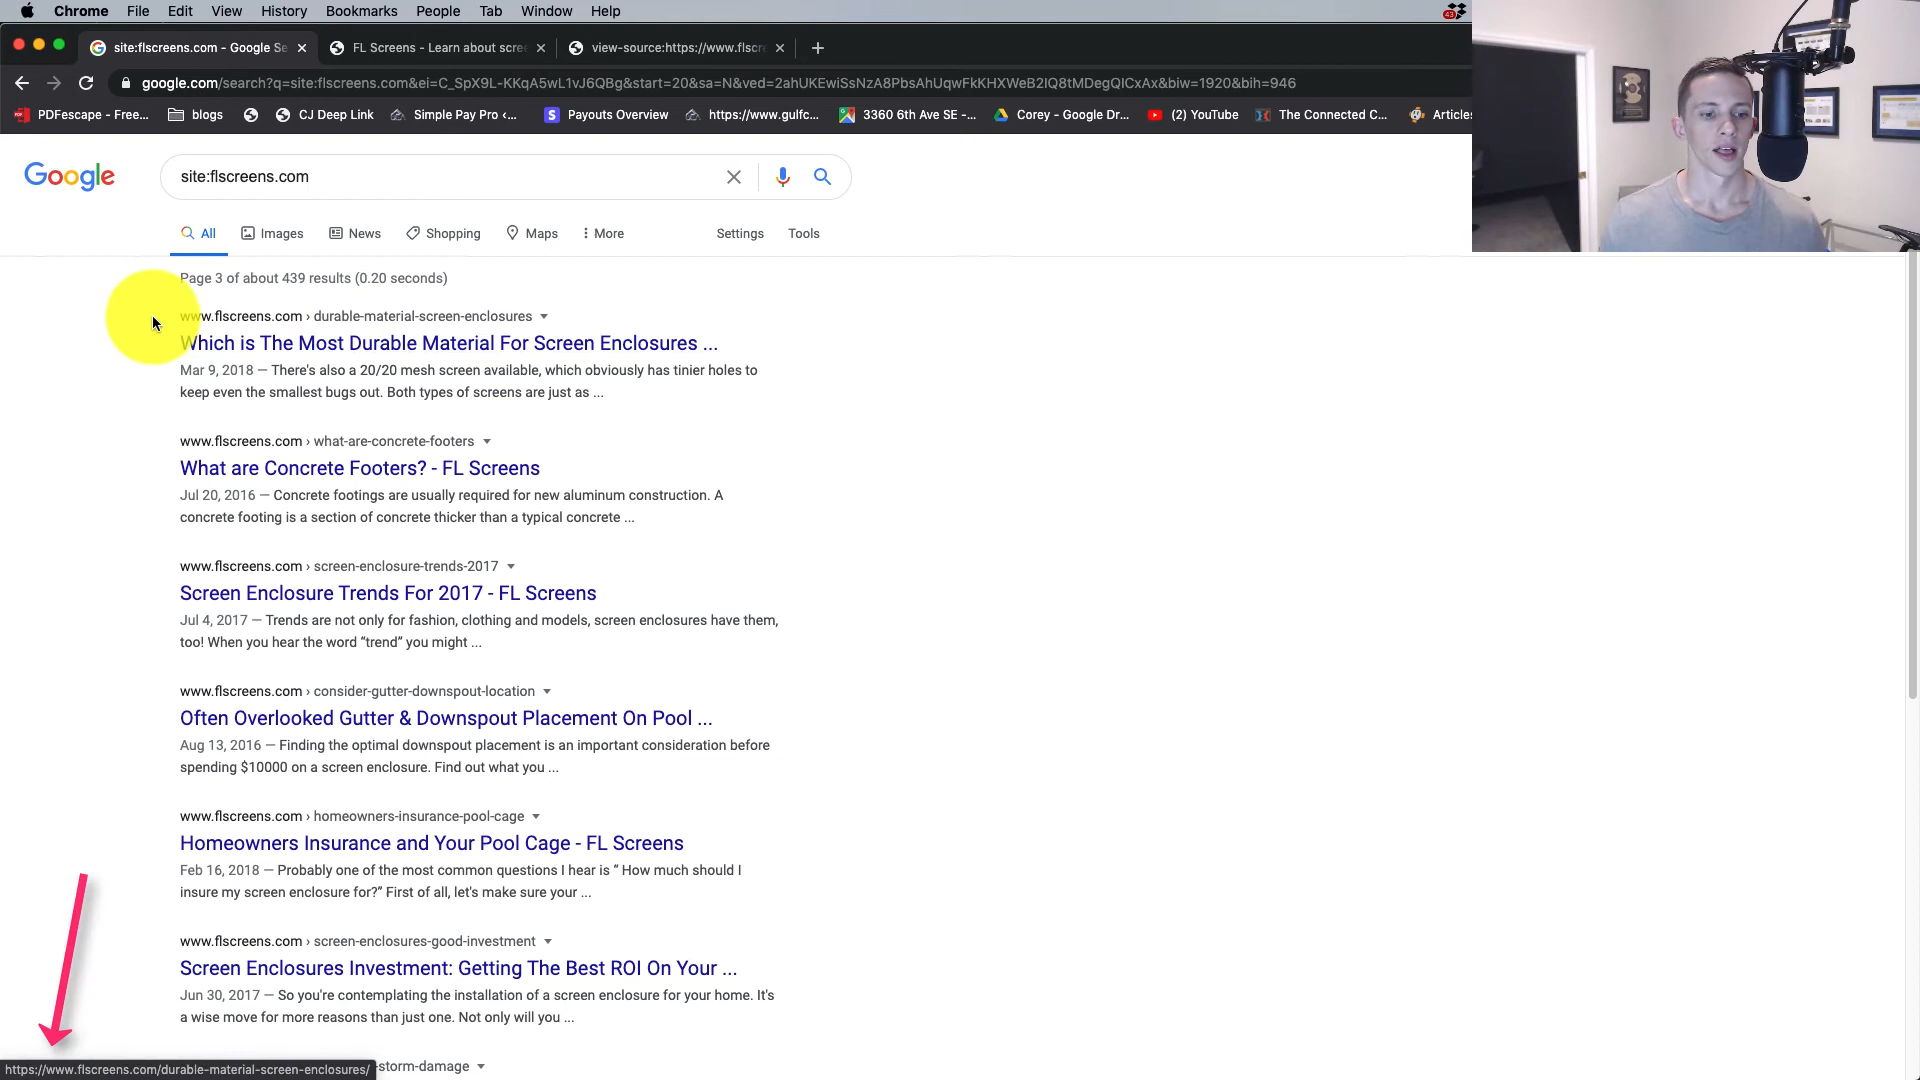 Chrome File Edit View History Bookmarks People Tab Window Help
43
site:flscreens.com - Google Se
FL Screens - Learn about scree
view-source:https://www.flscre
google.com/search?q=site:flscreens.com&ei=C_SpX9L-KKqA5wL1vJ6QBg&start=20&sa=N&ved=2ahUKEwiSsNzA8PbsAhUqwFkKHXWeB2IQ8tMDegQICxAx&biw=1920&bih=946
PDFescape - Free... blogs CJ Deep Link Simple Pay Pro ‹... Payouts Overview https://www.gulfc... 3360 6th Ave SE -... Corey - Google Dr... (2) YouTube The Connected C... Articles
Google
site:flscreens.com
All Images News Shopping Maps More Settings Tools
Page 3 of about 439 results (0.20 seconds)
www.flscreens.com › durable-material-screen-enclosures
Which is The Most Durable Material For Screen Enclosures ...
Mar 9, 2018 — There's also a 20/20 mesh screen available, which obviously has tinier holes to
keep even the smallest bugs out. Both types of screens are just as ...
www.flscreens.com › what-are-concrete-footers
What are Concrete Footers? - FL Screens
Jul 20, 2016 — Concrete footings are usually required for new aluminum construction. A
concrete footing is a section of concrete thicker than a typical concrete ...
www.flscreens.com › screen-enclosure-trends-2017
Screen Enclosure Trends For 2017 - FL Screens
Jul 4, 2017 — Trends are not only for fashion, clothing and models, screen enclosures have them,
too! When you hear the word “trend” you might ...
www.flscreens.com › consider-gutter-downspout-location
Often Overlooked Gutter & Downspout Placement On Pool ...
Aug 13, 2016 — Finding the optimal downspout placement is an important consideration before
spending $10000 on a screen enclosure. Find out what you ...
www.flscreens.com › homeowners-insurance-pool-cage
Homeowners Insurance and Your Pool Cage - FL Screens
Feb 16, 2018 — Probably one of the most common questions I hear is “ How much should I
insure my screen enclosure for?” First of all, let's make sure your ...
www.flscreens.com › screen-enclosures-good-investment
Screen Enclosures Investment: Getting The Best ROI On Your ...
Jun 30, 2017 — So you're contemplating the installation of a screen enclosure for your home. It's
a wise move for more reasons than just one. Not only will you ...
-storm-damage
https://www.flscreens.com/durable-material-screen-enclosures/